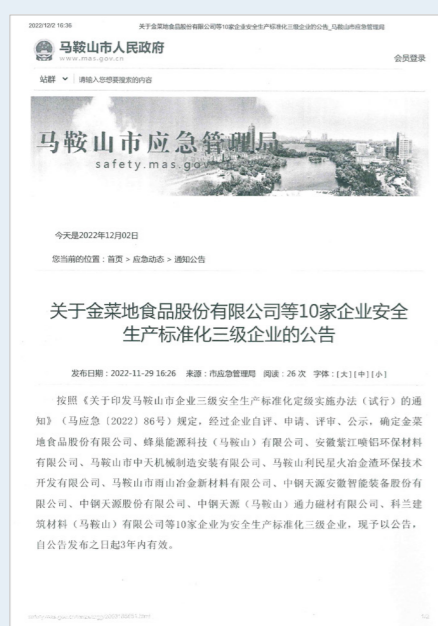 2022/12/2 16:36 关于金菜地食品股份有限公司等10家企业安全生产标准化三级企业的公告_马鞍山市应急管理局
马鞍山市人民政府
www.mas.gov.cn
会员登录
站群 请输入您想要搜索的内容
马鞍山市应急管理局
safety.mas.gov.cn
今天是2022年12月02日
您当前的位置：首页 > 应急动态 > 通知公告
关于金菜地食品股份有限公司等10家企业安全
生产标准化三级企业的公告
发布日期：2022-11-29 16:26 来源：市应急管理局 阅读：26 次 字体：[大] [中] [小]
按照《关于印发马鞍山市企业三级安全生产标准化定级实施办法（试行）的通
知》（马应急〔2022〕86号）规定，经过企业自评、申请、评审、公示，确定金菜
地食品股份有限公司、蜂巢能源科技（马鞍山）有限公司、安徽紫江喷铝环保材料
有限公司、马鞍山市中天机械制造安装有限公司、马鞍山利民星火冶金渣环保技术
开发有限公司、马鞍山市雨山冶金新材料有限公司、中钢天源安徽智能装备股份有
限公司、中钢天源股份有限公司、中钢天源（马鞍山）通力磁材有限公司、科兰建
筑材料（马鞍山）有限公司等10家企业为安全生产标准化三级企业，现予以公告，
自公告发布之日起3年内有效。